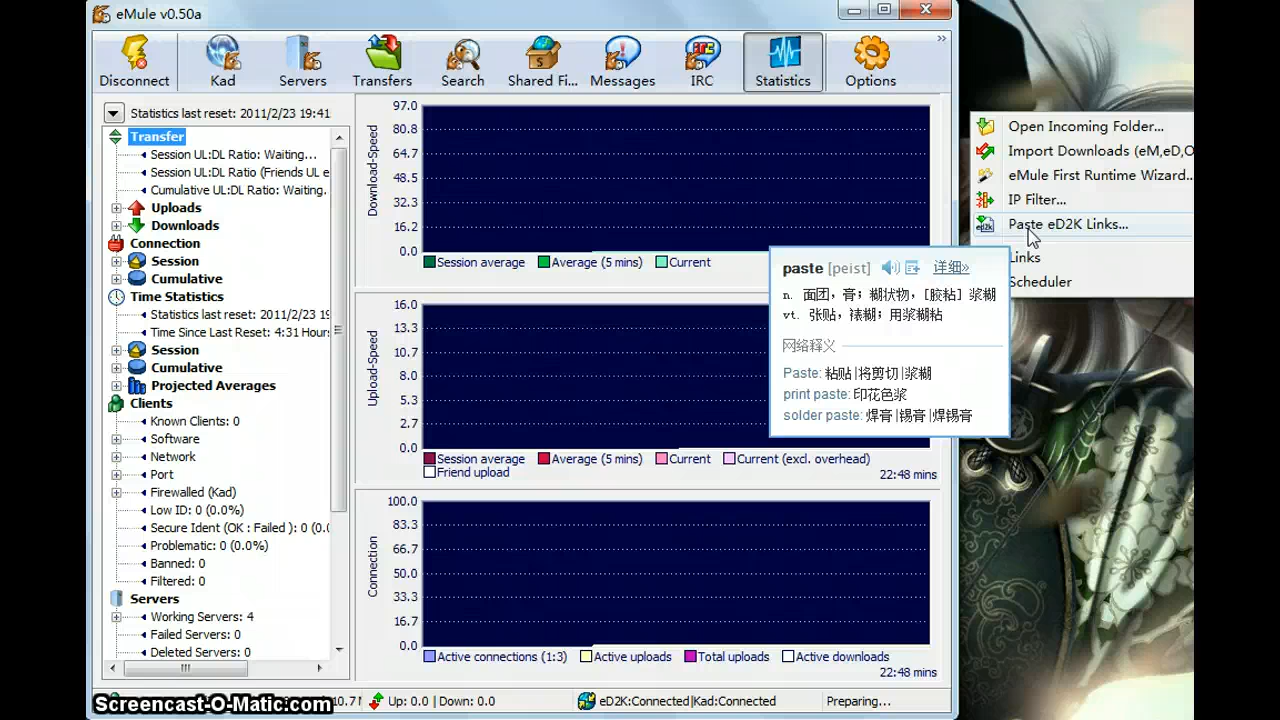 eMule v0.50a
Disconnect
Kad
Servers
Transfers
Search
Shared Fi...
Messages
IRC
Statistics
Options
»
Statistics last reset: 2011/2/23 19:41
Transfer
Session UL:DL Ratio: Waiting...
Session UL:DL Ratio (Friends UL e
Cumulative UL:DL Ratio: Waiting.
Uploads
Downloads
Connection
Session
Cumulative
Time Statistics
Statistics last reset: 2011/2/23 19
Time Since Last Reset: 4:31 Hours
Session
Cumulative
Projected Averages
Clients
Known Clients: 0
Software
Network
Port
Firewalled (Kad)
Low ID: 0 (0.0%)
Secure Ident (OK : Failed ): 0 (0.0
Problematic: 0 (0.0%)
Banned: 0
Filtered: 0
Servers
Working Servers: 4
Failed Servers: 0
Deleted Servers: 0
Download-Speed
97.0
80.8
64.7
48.5
32.3
16.2
0.0
Session average
Average (5 mins)
Current
Upload-Speed
16.0
13.3
10.7
8.0
5.3
2.7
0.0
Session average
Average (5 mins)
Current
Current (excl. overhead)
Friend upload
22:48 mins
Connection
100.0
83.3
66.7
50.0
33.3
16.7
0.0
Active connections (1:3)
Active uploads
Total uploads
Active downloads
22:48 mins
Open Incoming Folder...
Import Downloads (eM,eD,O
eMule First Runtime Wizard..
IP Filter...
Paste eD2K Links...
Links
Scheduler
paste [peist] 详细»
n. 面团，膏；糊状物，[胶粘] 浆糊
vt. 张贴，裱糊；用浆糊粘
网络释义
Paste: 粘贴|将剪切|浆糊
print paste: 印花色浆
solder paste: 焊膏|锡膏|焊锡膏
Screencast-O-Matic.com
Up: 0.0 | Down: 0.0
eD2K:Connected|Kad:Connected
Preparing...